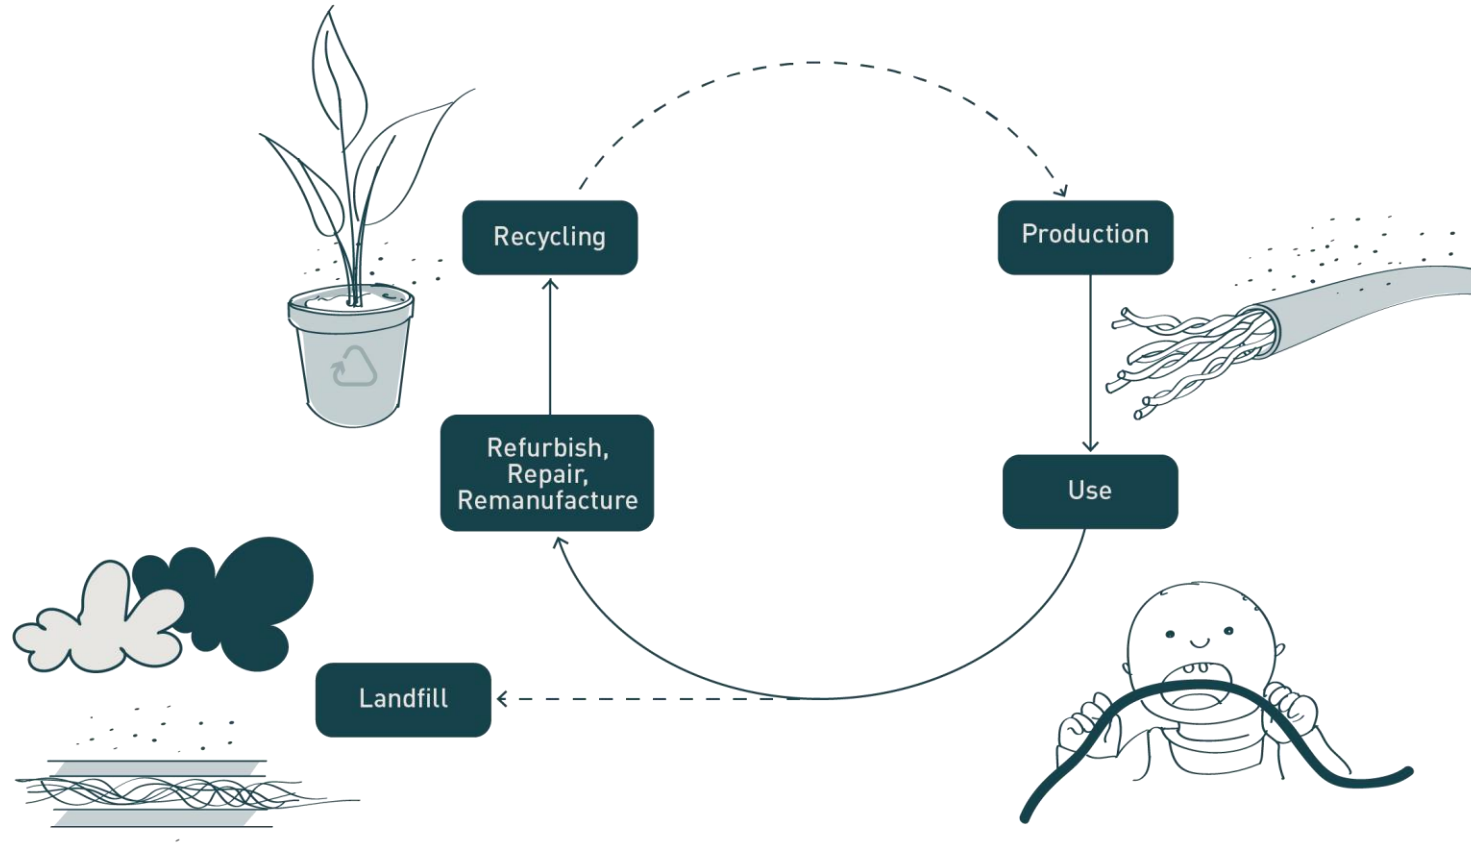 Recycling
Production
Refurbish,
Repair,
Remanufacture
Use
Landfill